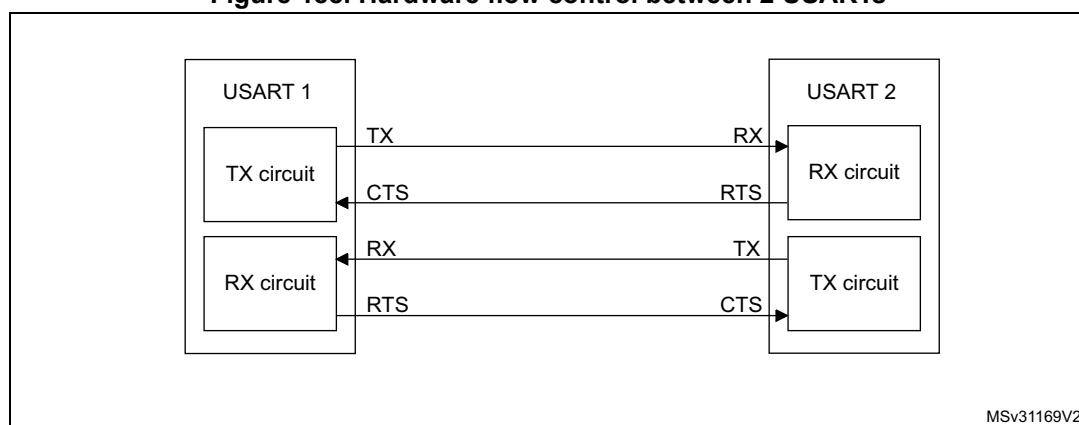 USART 1
USART 2
TX circuit
TX
RX
RX circuit
CTS
RTS
RX circuit
RX
TX
TX circuit
RTS
CTS
MSv31169V2